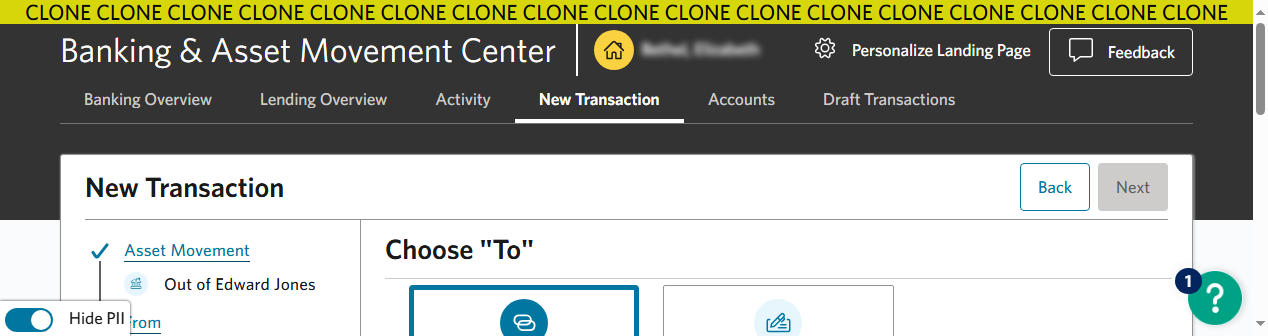 CLONE CLONE CLONE CLONE CLONE CLONE CLONE CLONE CLONE CLONE CLONE CLONE CLONE CLONE CLONE CLONE CLONE
Banking & Asset Movement Center
Personalize Landing Page
Feedback
Banking Overview Lending Overview Activity New Transaction Accounts Draft Transactions
New Transaction
Back Next
Asset Movement
Choose "To"
Out of Edward Jones
1
?
Hide PII
From